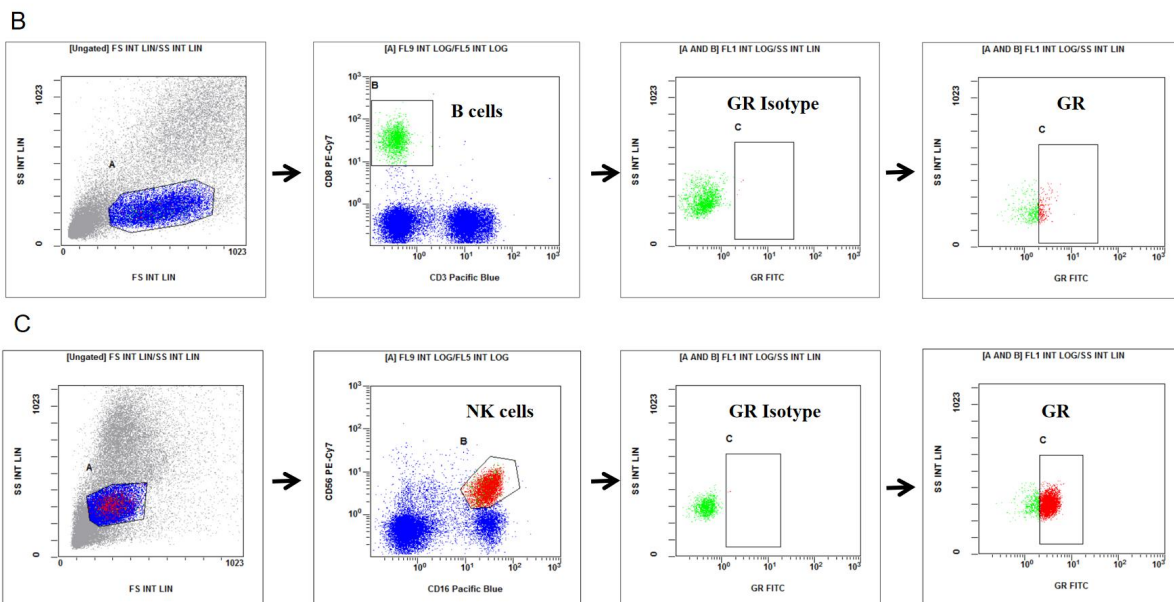 B
[Ungated] FS INT LIN/SS INT LIN
SS INT LIN
1023
0
A
0
1023
FS INT LIN
[A] FL9 INT LOG/FL5 INT LOG
CD8 PE-Cy7
10³
10²
10¹
10⁰
B
B cells
10⁰ 10¹ 10² 10³
CD3 Pacific Blue
[A AND B] FL1 INT LOG/SS INT LIN
SS INT LIN
1023
0
GR Isotype
C
10⁰ 10¹ 10² 10³
GR FITC
[A AND B] FL1 INT LOG/SS INT LIN
SS INT LIN
1023
0
GR
C
10⁰ 10¹ 10² 10³
GR FITC
C
[Ungated] FS INT LIN/SS INT LIN
SS INT LIN
1023
0
A
0
1023
FS INT LIN
[A] FL9 INT LOG/FL5 INT LOG
CD56 PE-Cy7
10³
10²
10¹
10⁰
NK cells
B
10⁰ 10¹ 10² 10³
CD16 Pacific Blue
[A AND B] FL1 INT LOG/SS INT LIN
SS INT LIN
1023
0
GR Isotype
C
10⁰ 10¹ 10² 10³
GR FITC
[A AND B] FL1 INT LOG/SS INT LIN
SS INT LIN
1023
0
GR
C
10⁰ 10¹ 10² 10³
GR FITC